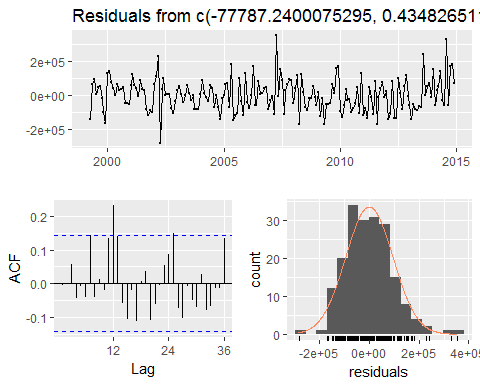 Residuals from c(-77787.2400075295, 0.434826511
2e+05
0e+00
-2e+05
2000
2005
2010
2015
ACF
0.2
0.1
0.0
-0.1
12
24
36
Lag
count
30
20
10
0
-2e+05
0e+00
2e+05
4e+05
residuals